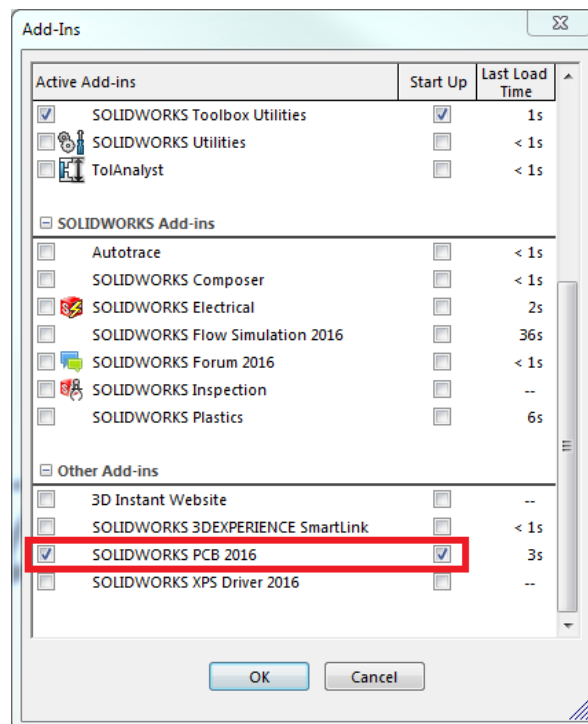 Add-Ins
Active Add-ins Start Up Last Load Time
SOLIDWORKS Toolbox Utilities 1s
SOLIDWORKS Utilities < 1s
TolAnalyst < 1s
SOLIDWORKS Add-ins
Autotrace < 1s
SOLIDWORKS Composer < 1s
SOLIDWORKS Electrical 2s
SOLIDWORKS Flow Simulation 2016 36s
SOLIDWORKS Forum 2016 < 1s
SOLIDWORKS Inspection --
SOLIDWORKS Plastics 6s
Other Add-ins
3D Instant Website --
SOLIDWORKS 3DEXPERIENCE SmartLink < 1s
SOLIDWORKS PCB 2016 3s
SOLIDWORKS XPS Driver 2016 --
OK Cancel